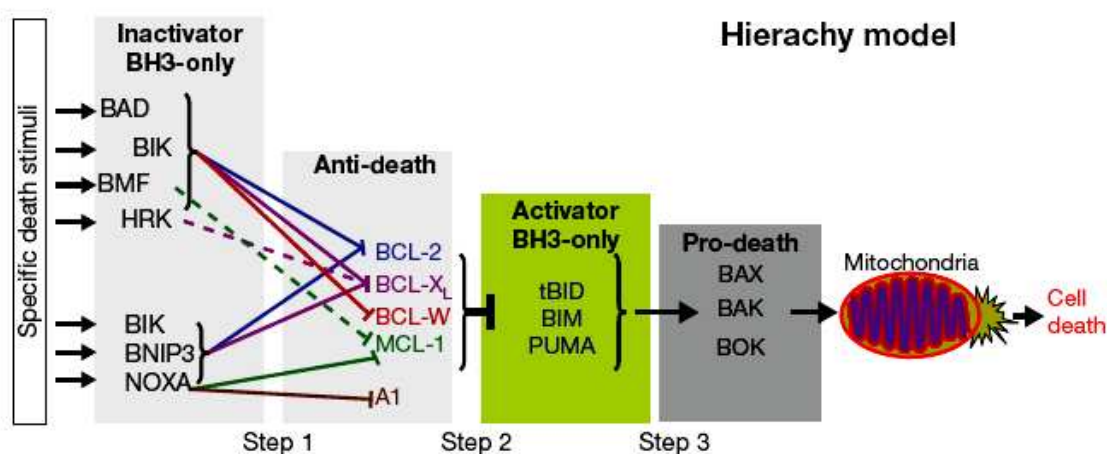 Hierachy model
Specific death stimuli
Inactivator
BH3-only
BAD
BIK
BMF
HRK
BIK
BNIP3
NOXA
Anti-death
BCL-2
BCL-XL
BCL-W
MCL-1
A1
Activator
BH3-only
tBID
BIM
PUMA
Pro-death
BAX
BAK
BOK
Mitochondria
Cell
death
Step 1
Step 2
Step 3